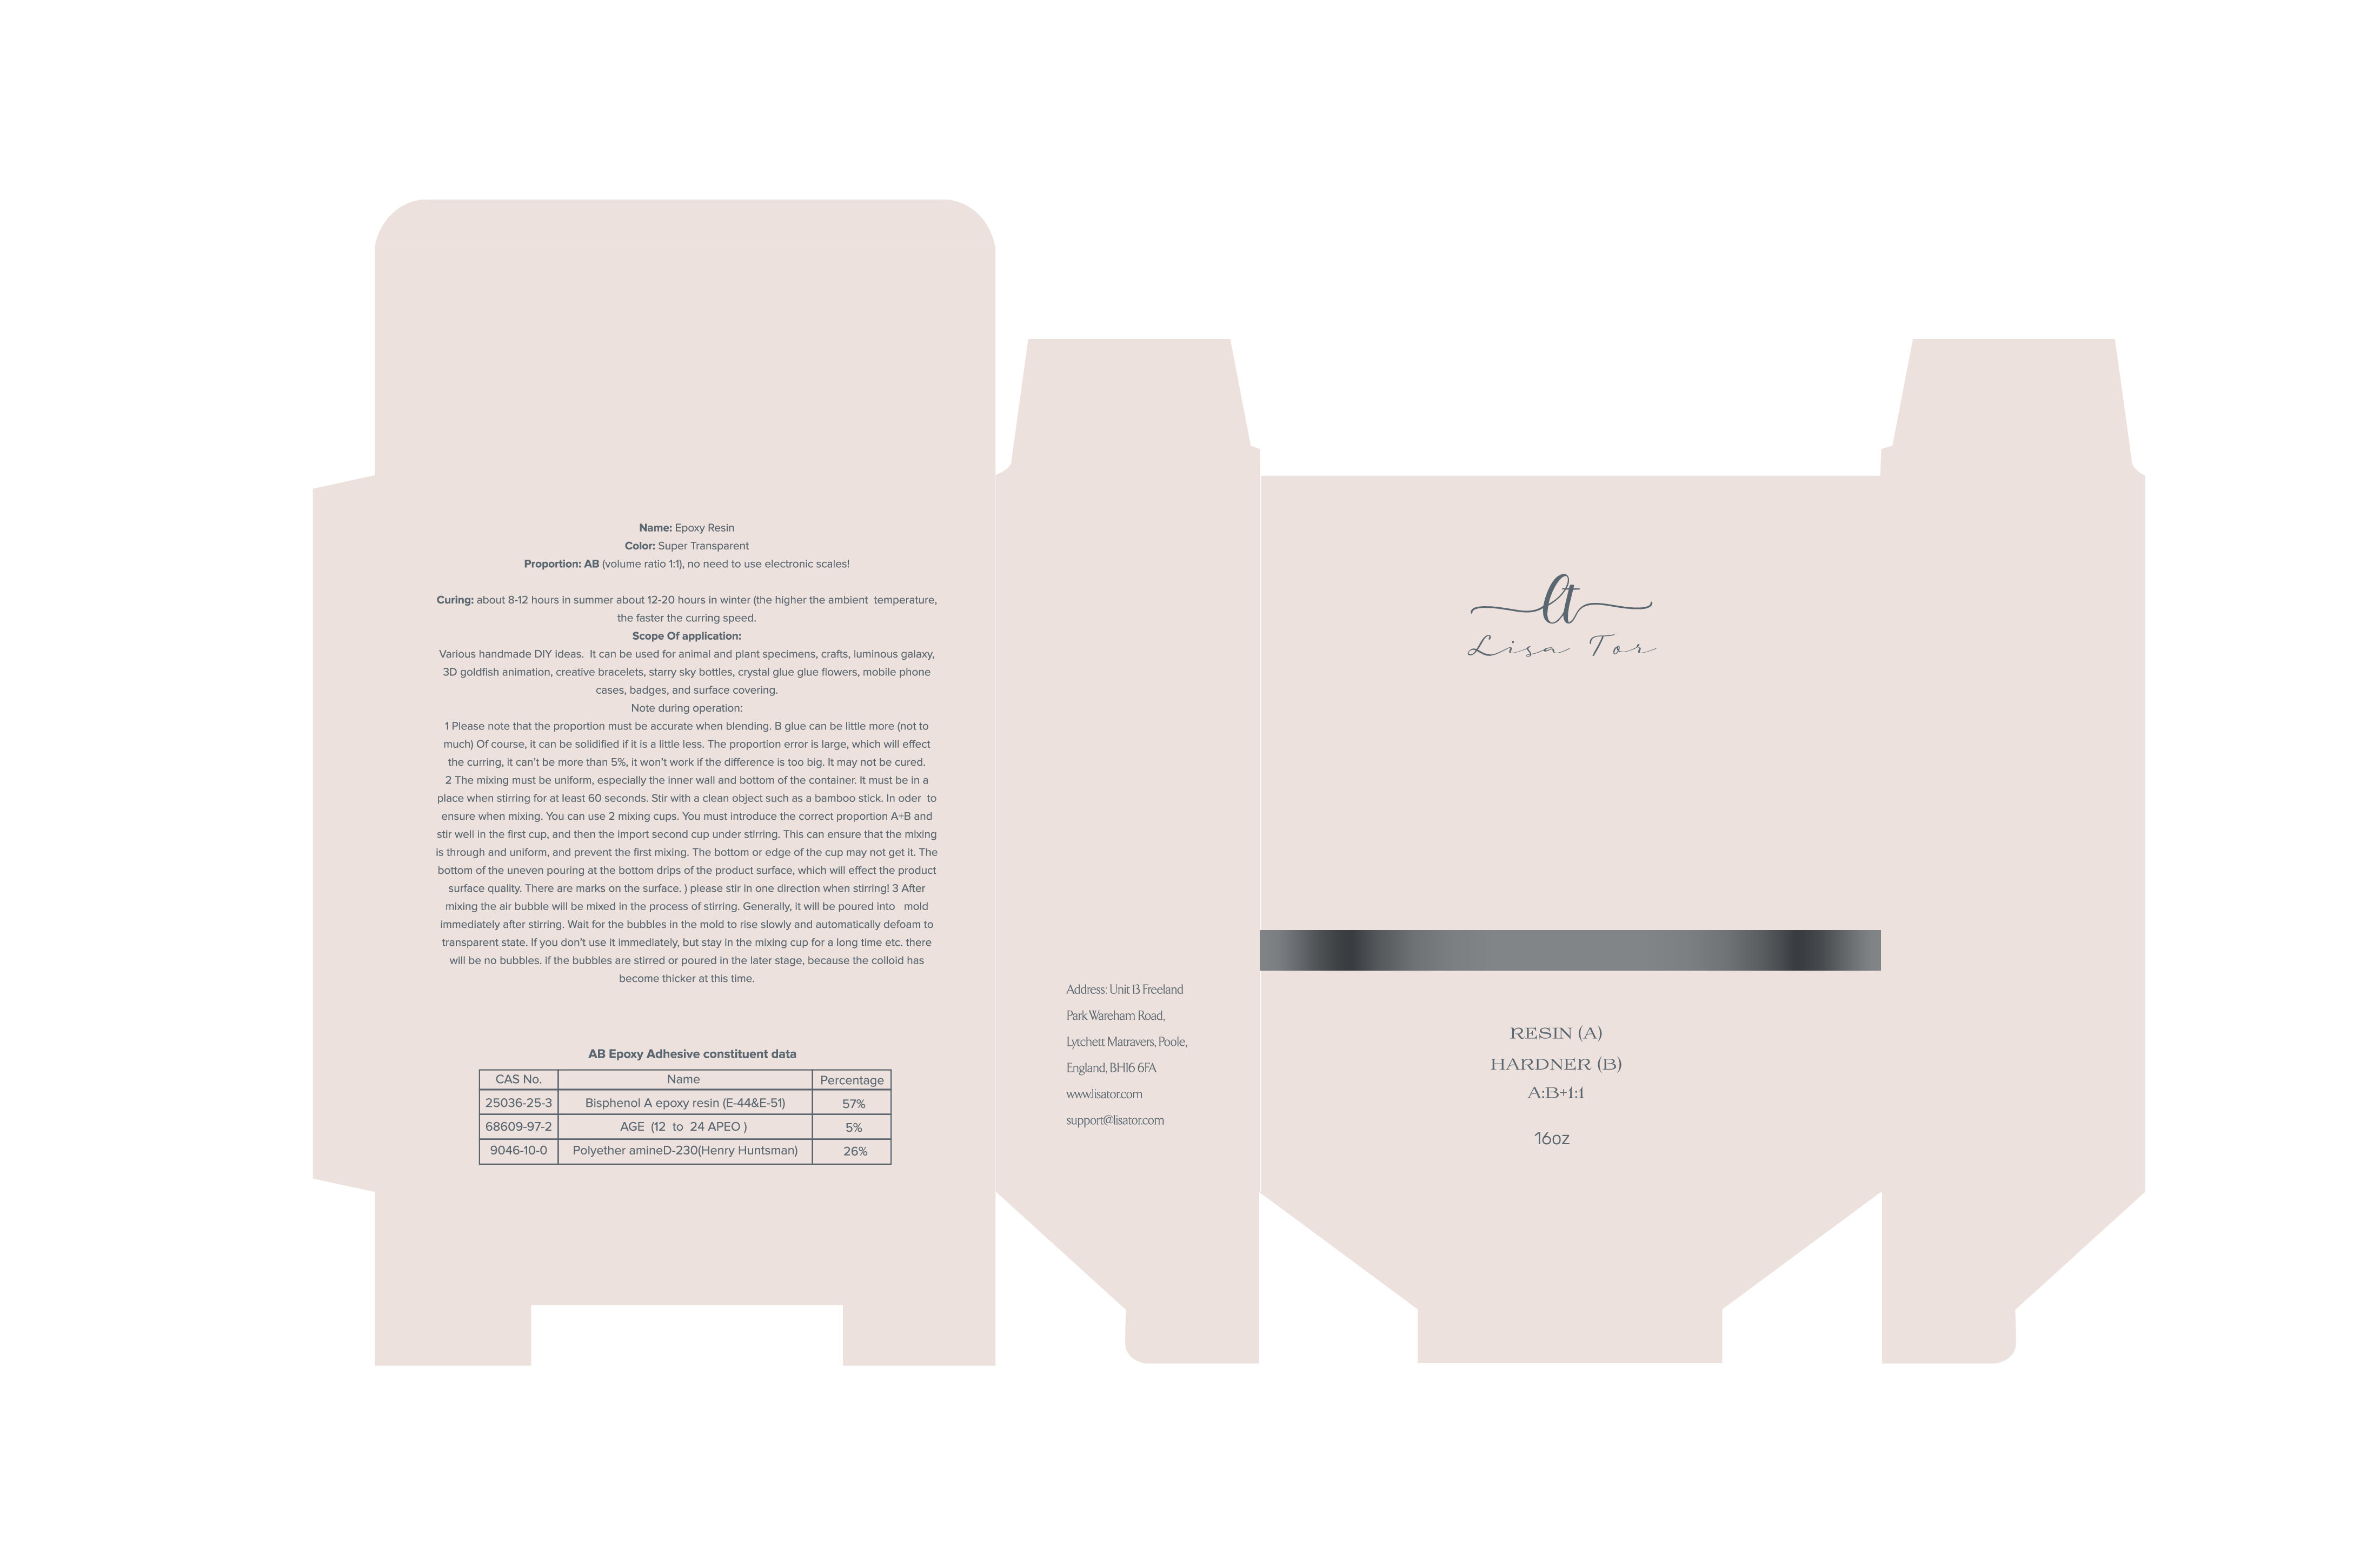 Name: Epoxy Resin
Color: Super Transparent
Proportion: AB (volume ratio 1:1), no need to use electronic scales!
Curing: about 8-12 hours in summer about 12-20 hours in winter (the higher the ambient temperature,
the faster the curring speed.
Scope Of application:
Various handmade DIY ideas. It can be used for animal and plant specimens, crafts, luminous galaxy,
3D goldfish animation, creative bracelets, starry sky bottles, crystal glue glue flowers, mobile phone
cases, badges, and surface covering.
Note during operation:
1 Please note that the proportion must be accurate when blending. B glue can be little more (not to
much) Of course, it can be solidified if it is a little less. The proportion error is large, which will effect
the curring, it can't be more than 5%, it won't work if the difference is too big. It may not be cured.
2 The mixing must be uniform, especially the inner wall and bottom of the container. It must be in a
place when stirring for at least 60 seconds. Stir with a clean object such as a bamboo stick. In oder to
ensure when mixing. You can use 2 mixing cups. You must introduce the correct proportion A+B and
stir well in the first cup, and then the import second cup under stirring. This can ensure that the mixing
is through and uniform, and prevent the first mixing. The bottom or edge of the cup may not get it. The
bottom of the uneven pouring at the bottom drips of the product surface, which will effect the product
surface quality. There are marks on the surface. ) please stir in one direction when stirring! 3 After
mixing the air bubble will be mixed in the process of stirring. Generally, it will be poured into mold
immediately after stirring. Wait for the bubbles in the mold to rise slowly and automatically defoam to
transparent state. If you don't use it immediately, but stay in the mixing cup for a long time etc. there
will be no bubbles. if the bubbles are stirred or poured in the later stage, because the colloid has
become thicker at this time.
AB Epoxy Adhesive constituent data
CAS No. Name Percentage
25036-25-3 Bisphenol A epoxy resin (E-44&E-51) 57%
68609-97-2 AGE (12 to 24 APEO ) 5%
9046-10-0 Polyether amineD-230(Henry Huntsman) 26%
Address: Unit 13 Freeland
Park Wareham Road,
Lytchett Matravers, Poole,
England, BH16 6FA
www.lisator.com
support@lisator.com
lt
Lisa Tor
RESIN (A)
HARDNER (B)
A:B+1:1
16oz